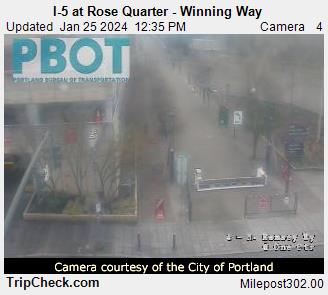 I-5 at Rose Quarter - Winning Way
Updated Jan 25 2024 12:35 PM Camera 4
PBOT
PORTLAND BUREAU OF TRANSPORTATION
Camera courtesy of the City of Portland
TripCheck.com Milepost302.00